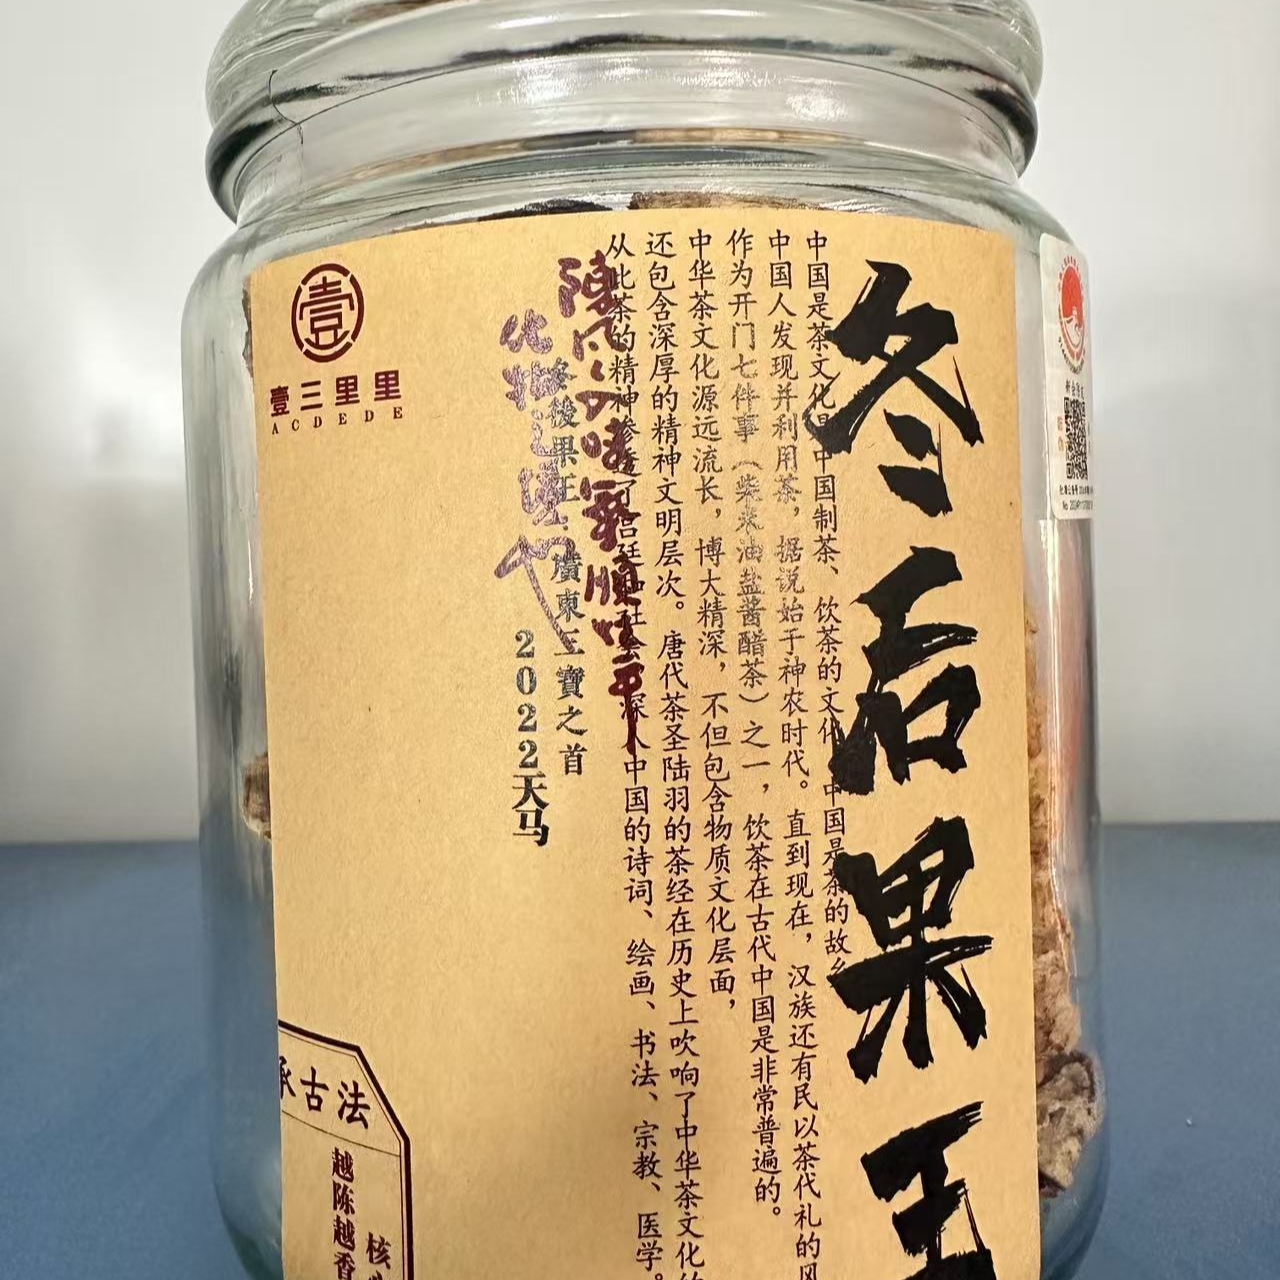 冬后果王
中国是茶文化是中国制茶、饮茶的文化，中国是茶的故乡
中国人发现并利用茶，据说始于神农时代。直到现在，汉族还有民以茶代礼的风
作为开门七件事（柴米油盐酱醋茶）之一，饮茶在古代中国是非常普遍的。
中华茶文化源远流长，博大精深，不但包含物质文化层面，
还包含深厚的精神文明层次。唐代茶圣陆羽的茶经在历史上吹响了中华茶文化的
从此茶的精神渗透了宫廷和社会，深入中国的诗词、绘画、书法、宗教、医学。
冬後果王·廣東三寶之首
2022天马
壹
壹三里里
ACDEDE
承古法
越陈越香
核